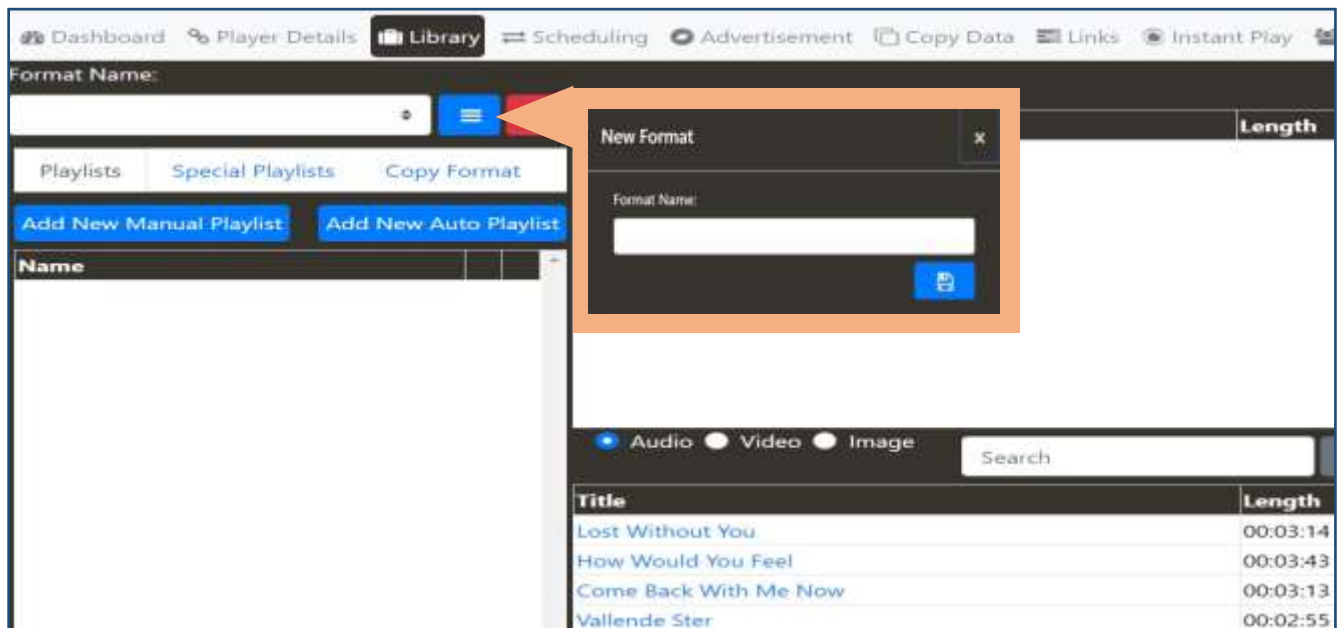 Dashboard Player Details Library Scheduling Advertisement Copy Data Links Instant Play
Format Name:
Length
New Format x
Format Name:
Playlists Special Playlists Copy Format
Add New Manual Playlist Add New Auto Playlist
Name
Audio Video Image Search
Title Length
Lost Without You 00:03:14
How Would You Feel 00:03:43
Come Back With Me Now 00:03:13
Vallende Ster 00:02:55